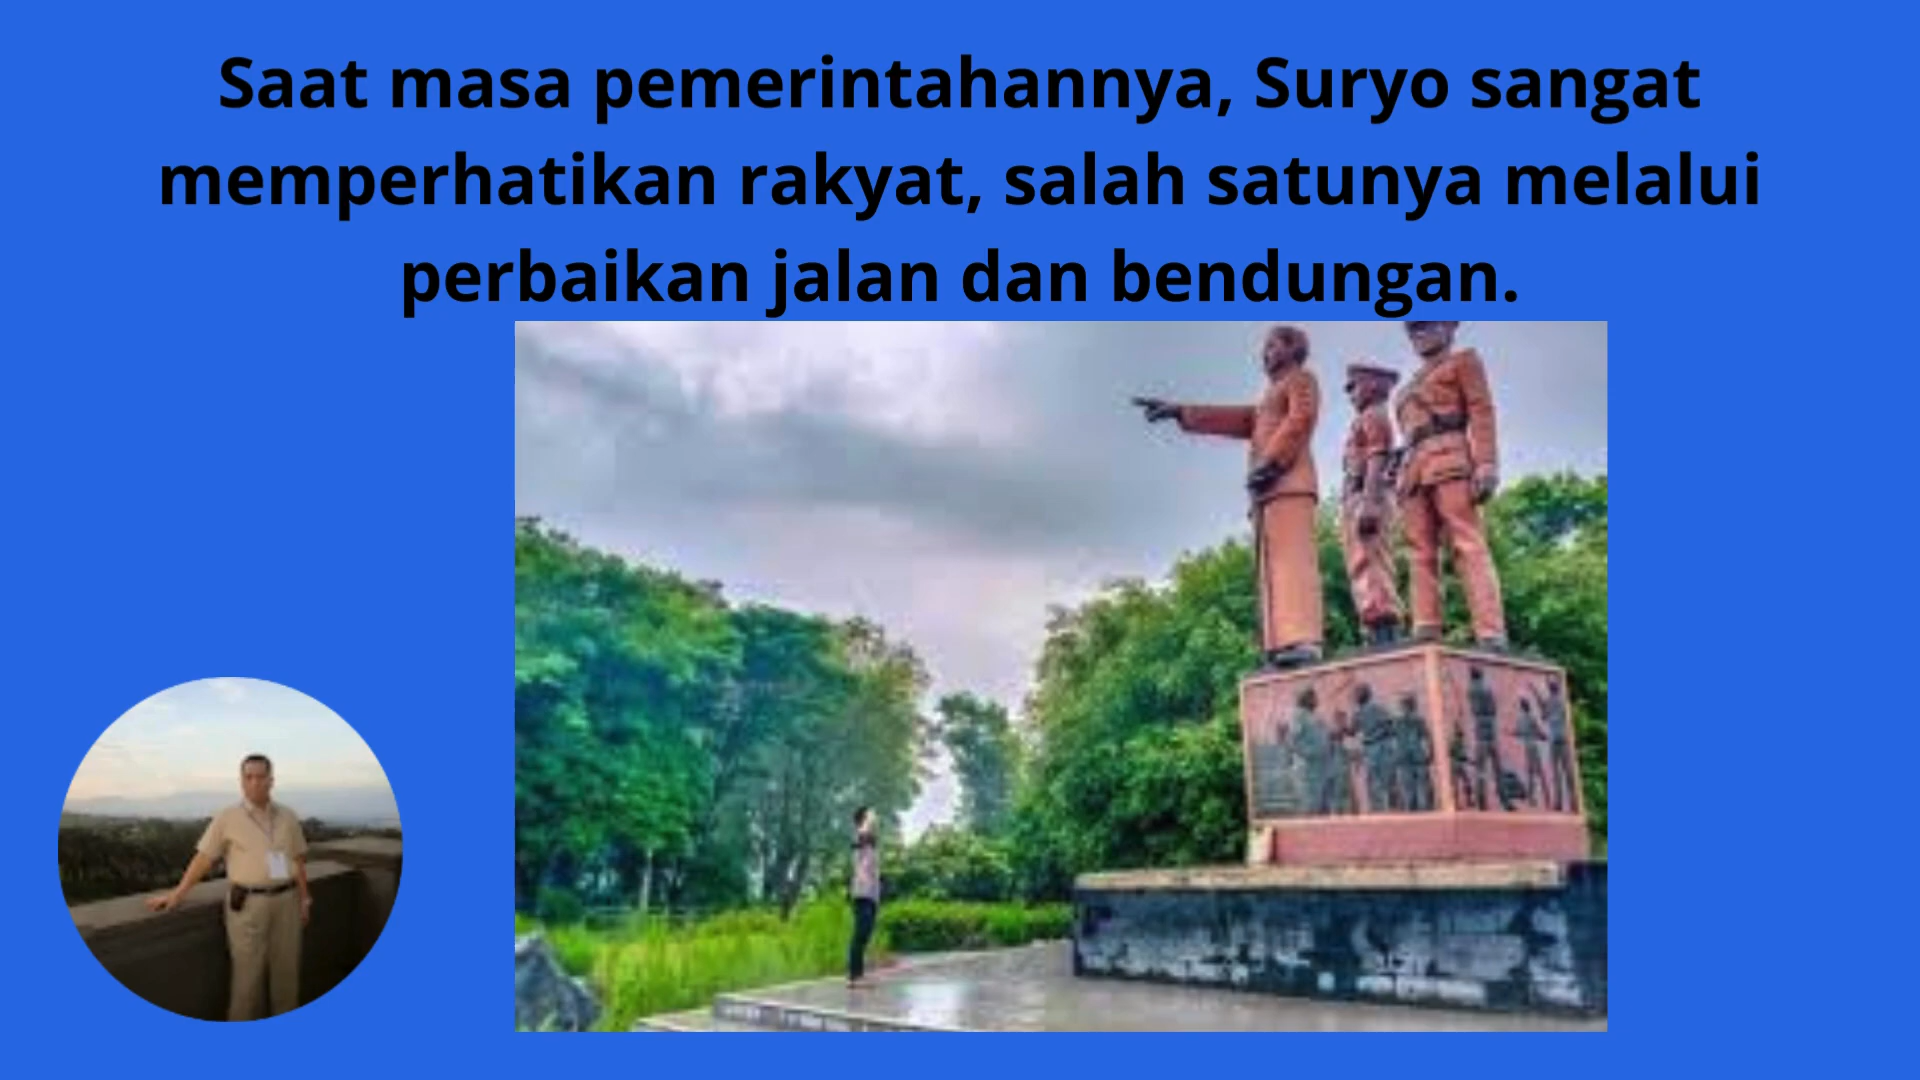 Saat masa pemerintahannya, Suryo sangat
memperhatikan rakyat, salah satunya melalui
perbaikan jalan dan bendungan.